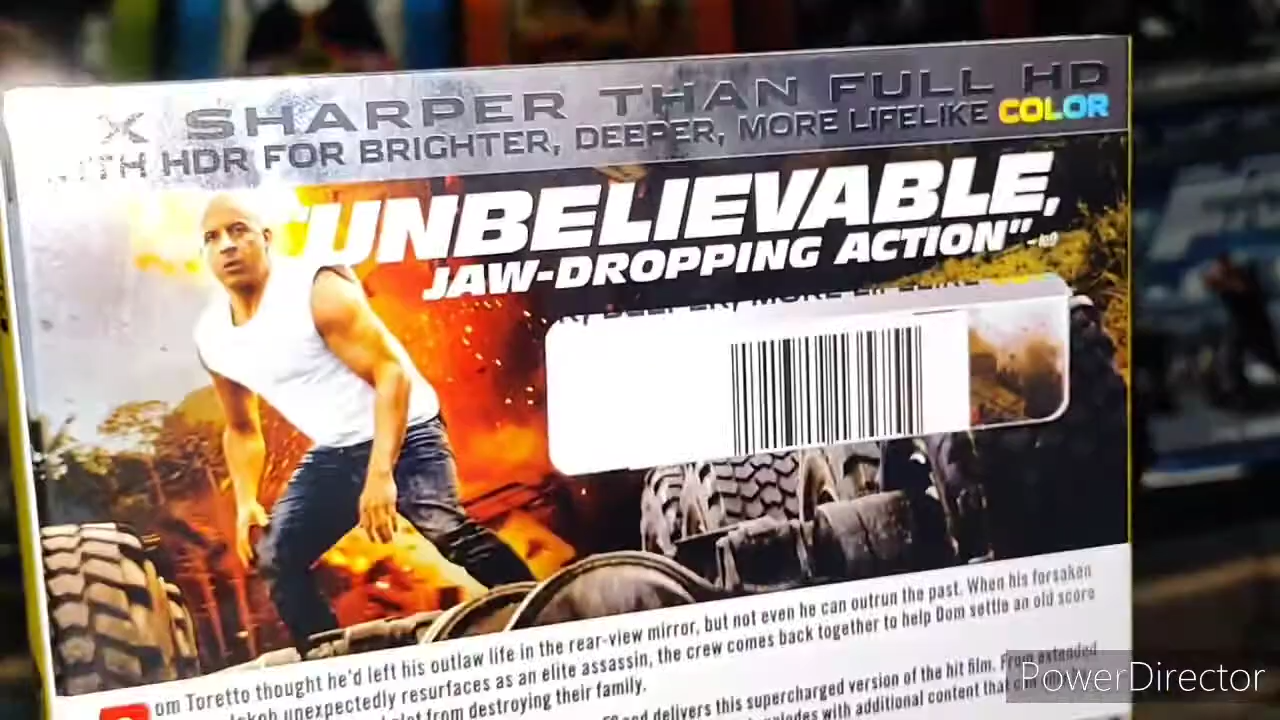 X SHARPER THAN FULL HD
WITH HDR FOR BRIGHTER, DEEPER, MORE LIFELIKE COLOR
"UNBELIEVABLE,
JAW-DROPPING ACTION"
DEEPER, MORE LIFELIKE
om Toretto thought he'd left his outlaw life in the rear-view mirror, but not even he can outrun the past. When his forsaken
unexpectedly resurfaces as an elite assassin, the crew comes back together to help Dom settle an old score
from destroying their family.
and delivers this supercharged version of the hit film. From extended
with additional content that
PowerDirector